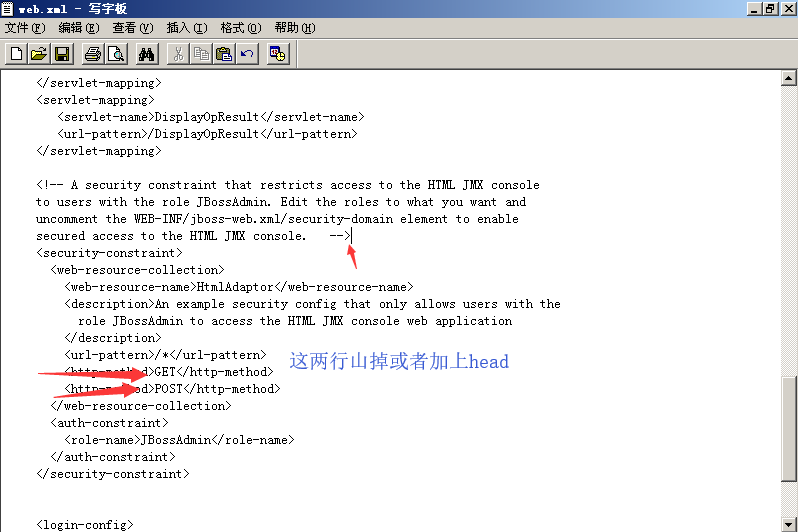 web.xml - 写字板
文件(F) 编辑(E) 查看(V) 插入(I) 格式(O) 帮助(H)
</servlet-mapping>
<servlet-mapping>
<servlet-name>DisplayOpResult</servlet-name>
<url-pattern>/DisplayOpResult</url-pattern>
</servlet-mapping>
<!-- A security constraint that restricts access to the HTML JMX console
to users with the role JBossAdmin. Edit the roles to what you want and
uncomment the WEB-INF/jboss-web.xml/security-domain element to enable
secured access to the HTML JMX console. -->
<security-constraint>
<web-resource-collection>
<web-resource-name>HtmlAdaptor</web-resource-name>
<description>An example security config that only allows users with the
role JBossAdmin to access the HTML JMX console web application
</description>
<url-pattern>/*</url-pattern>
这两行山掉或者加上head
<http-method>GET</http-method>
<http-method>POST</http-method>
</web-resource-collection>
<auth-constraint>
<role-name>JBossAdmin</role-name>
</auth-constraint>
</security-constraint>
<login-config>